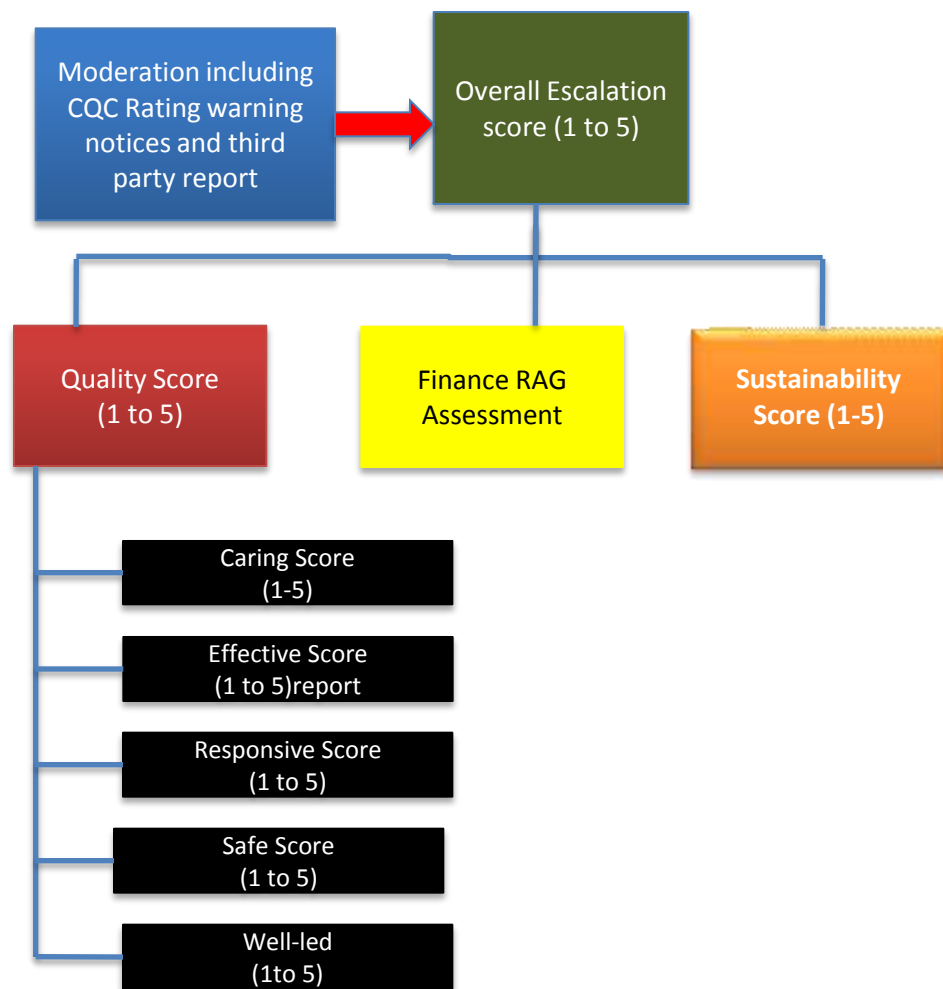 Moderation including
CQC Rating warning
notices and third
party report
Overall Escalation
score (1 to 5)
Quality Score
(1 to 5)
Finance RAG
Assessment
Sustainability
Score (1-5)
Caring Score
(1-5)
Effective Score
(1 to 5)report
Responsive Score
(1 to 5)
Safe Score
(1 to 5)
Well-led
(1to 5)